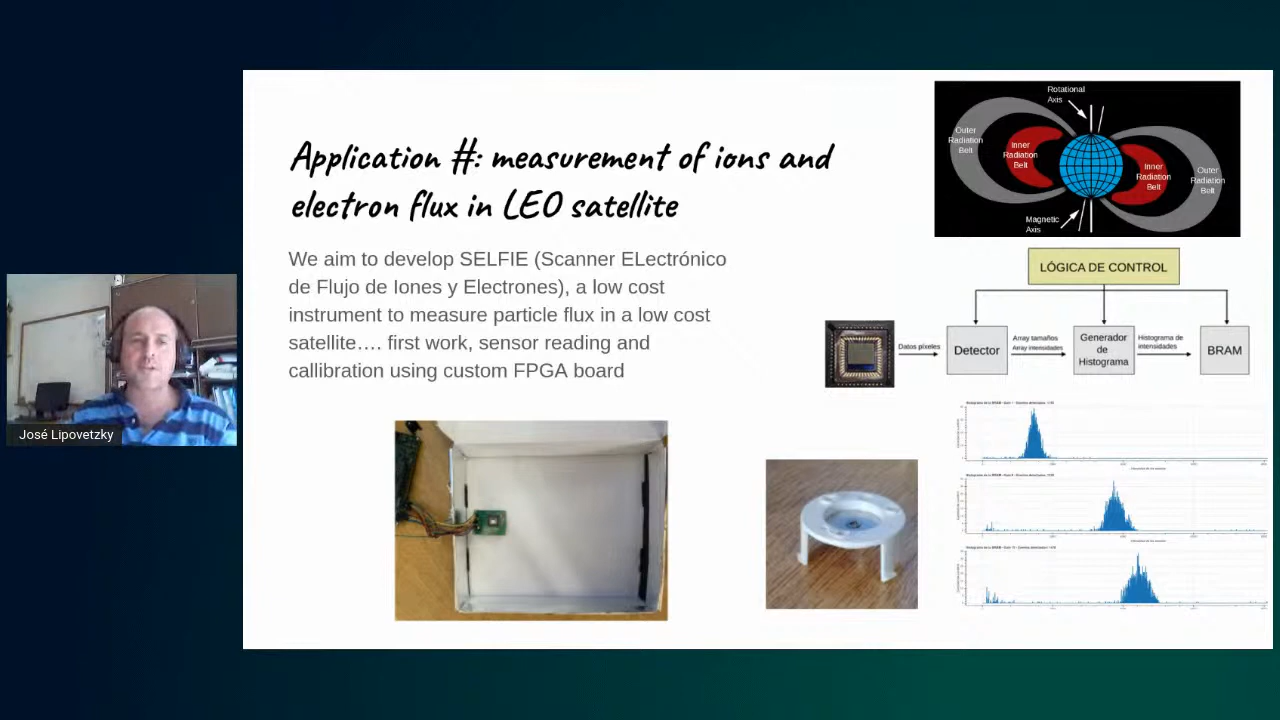 Application #: measurement of ions and
electron flux in LEO satellite
We aim to develop SELFIE (Scanner ELectrónico
de Flujo de Iones y Electrones), a low cost
instrument to measure particle flux in a low cost
satellite…. first work, sensor reading and
callibration using custom FPGA board
Rotational
Axis
Outer
Radiation
Belt
Inner
Radiation
Belt
Inner
Radiation
Belt
Outer
Radiation
Belt
Magnetic
Axis
LÓGICA DE CONTROL
Datos píxeles
Detector
Array tamaños
Array intensidades
Generador
de
Histograma
Histograma de
intensidades
BRAM
José Lipovetzky